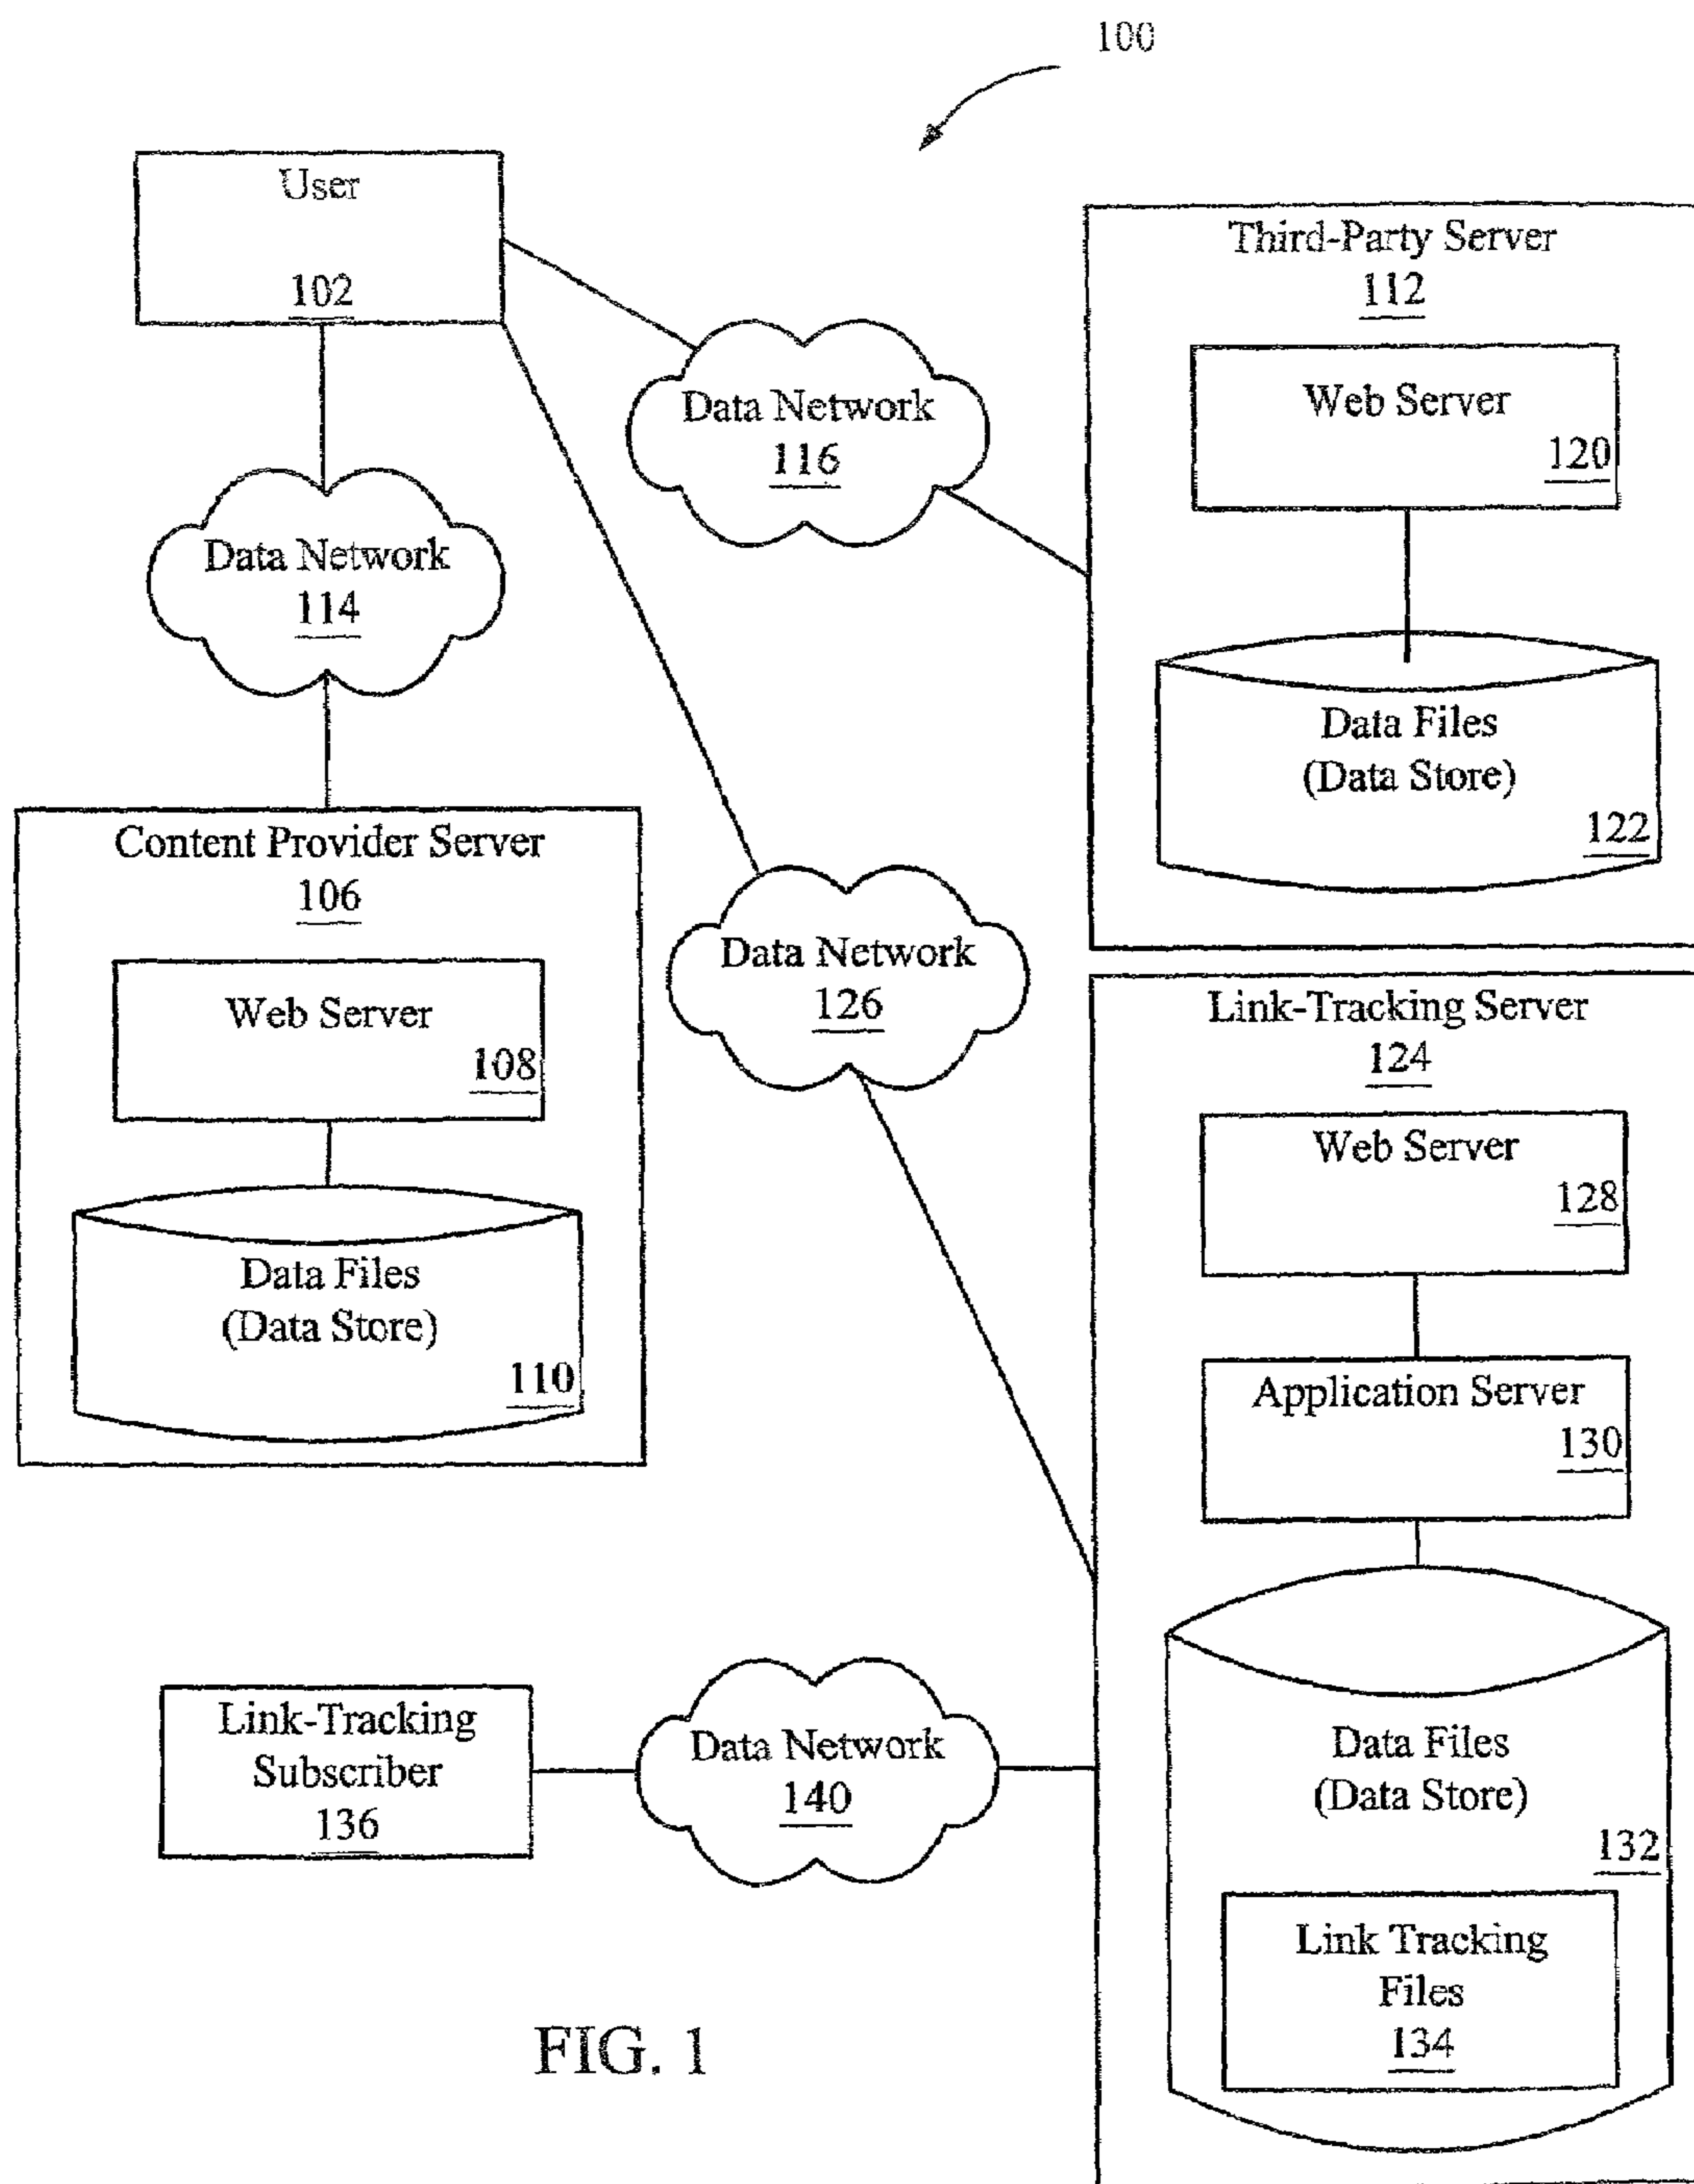 100
User
102
Third-Party Server
112
Web Server
120
Data Files
(Data Store)
122
Data Network
116
Data Network
114
Content Provider Server
106
Web Server
108
Data Files
(Data Store)
110
Data Network
126
Link-Tracking Server
124
Web Server
128
Application Server
130
Data Files
(Data Store)
132
Link Tracking
Files
134
Link-Tracking
Subscriber
136
Data Network
140
FIG. 1